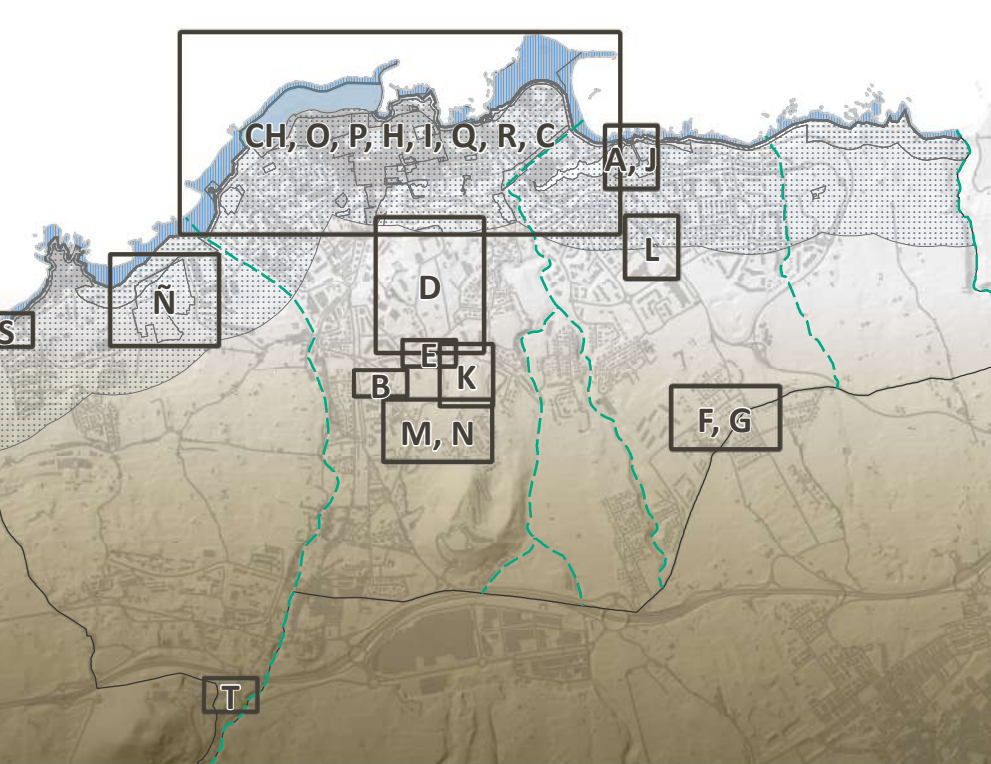 CH, O, P, H, I, Q, R, C
A, J
L
D
Ñ
S
E
K
B
F, G
M, N
T